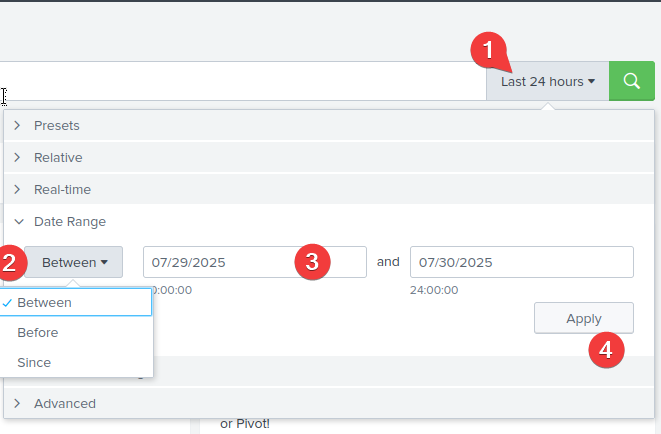 1
Last 24 hours
Presets
Relative
Real-time
Date Range
2 Between 07/29/2025 3 and 07/30/2025
0:00:00 24:00:00
Between
Before
Since
Apply
4
Advanced
or Pivot!